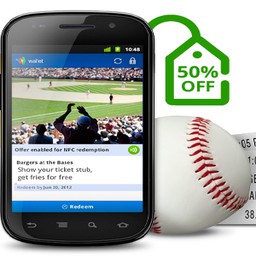 10:48
wallet
50%
OFF
Offer enabled for NFC redemption
Burgers at the Bases
Show your ticket stub,
get fries for free
Redeem by Jun 30, 2012
Redeem
38.